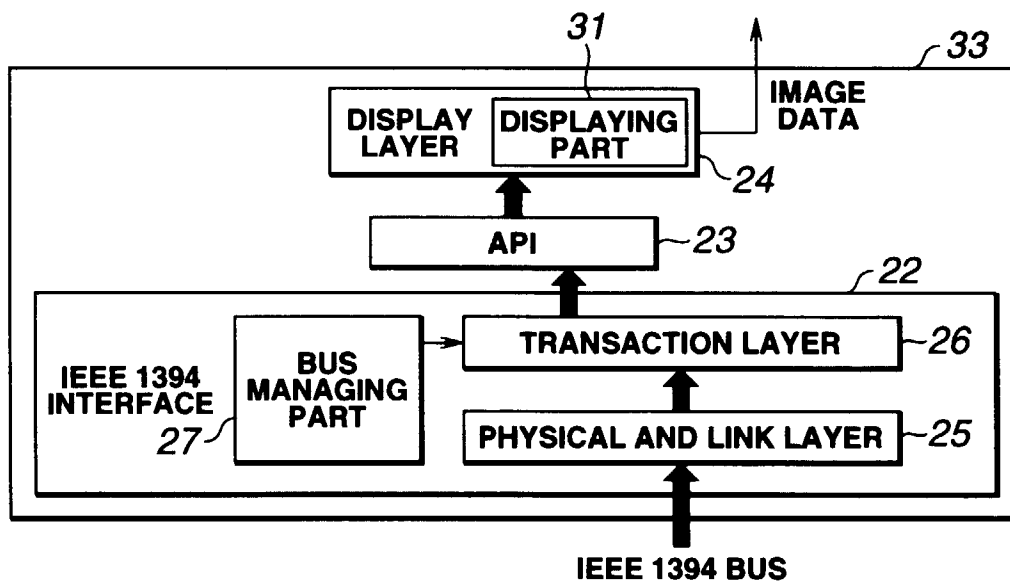 31
33
IMAGE
DATA
DISPLAY
LAYER
DISPLAYING
PART
24
API
23
22
IEEE 1394
INTERFACE
BUS
MANAGING
PART
27
TRANSACTION LAYER
26
PHYSICAL AND LINK LAYER
25
IEEE 1394 BUS